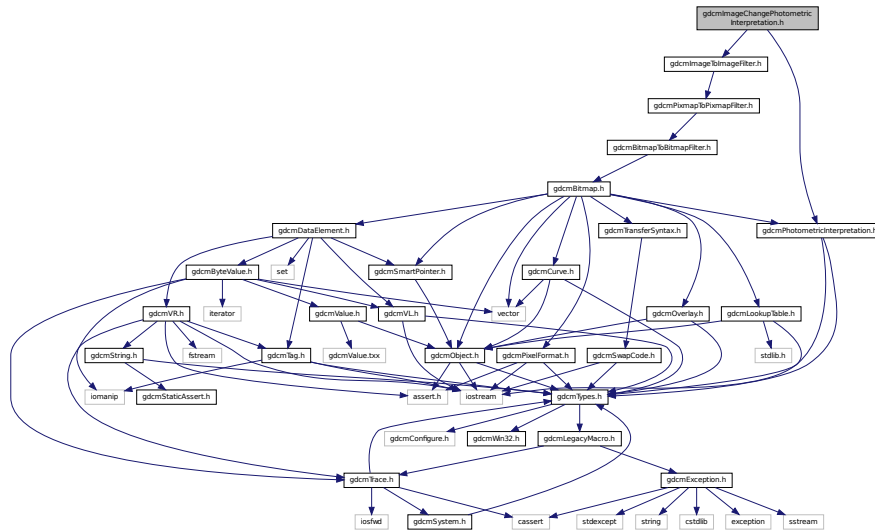 gdcmImageChangePhotometric
Interpretation.h
gdcmImageToImageFilter.h
gdcmPixmapToPixmapFilter.h
gdcmBitmapToBitmapFilter.h
gdcmBitmap.h
gdcmDataElement.h
gdcmTransferSyntax.h
gdcmPhotometricInterpretation.h
gdcmByteValue.h
set
gdcmSmartPointer.h
gdcmCurve.h
gdcmVR.h
iterator
gdcmValue.h
gdcmVL.h
vector
gdcmOverlay.h
gdcmLookupTable.h
gdcmString.h
fstream
gdcmTag.h
gdcmValue.txx
gdcmObject.h
gdcmPixelFormat.h
gdcmSwapCode.h
stdlib.h
iomanip
gdcmStaticAssert.h
assert.h
iostream
gdcmTypes.h
gdcmConfigure.h
gdcmWin32.h
gdcmLegacyMacro.h
gdcmTrace.h
gdcmException.h
iosfwd
gdcmSystem.h
cassert
stdexcept
string
cstdlib
exception
sstream